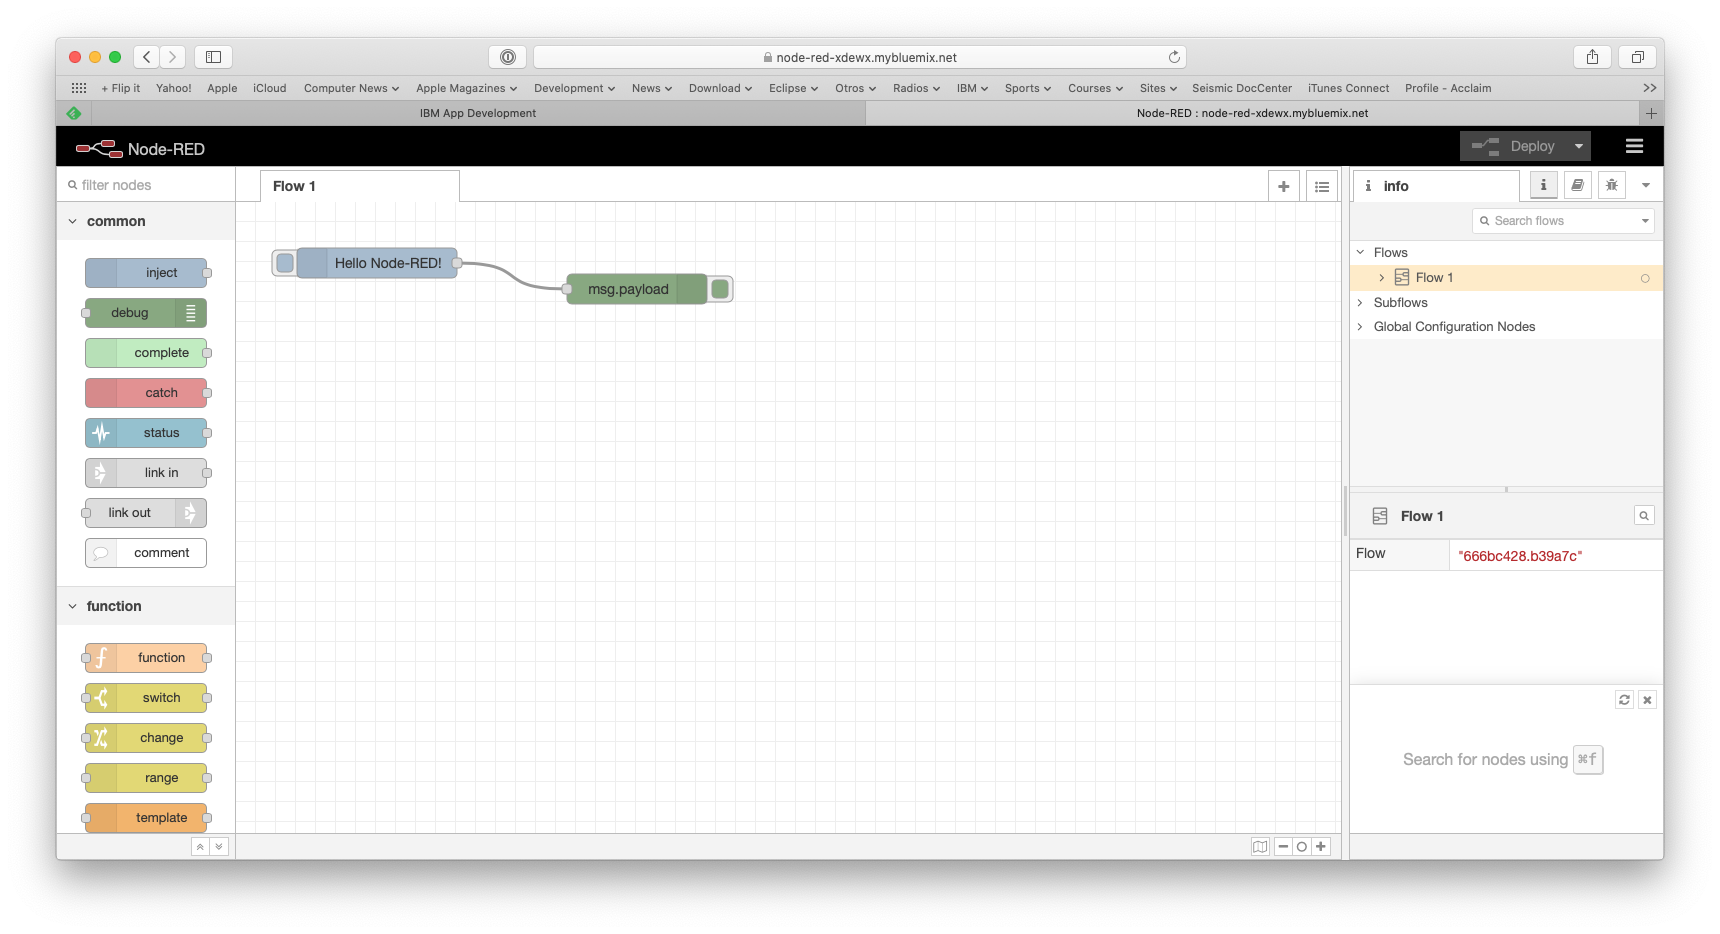 node-red-xdewx.mybluemix.net
+ Flip it Yahoo! Apple iCloud Computer News Apple Magazines Development News Download Eclipse Otros Radios IBM Sports Courses Sites Seismic DocCenter iTunes Connect Profile - Acclaim
IBM App Development
Node-RED : node-red-xdewx.mybluemix.net
Node-RED
Deploy
filter nodes
common
inject
debug
complete
catch
status
link in
link out
comment
function
function
switch
change
range
template
Flow 1
Hello Node-RED!
msg.payload
info
Search flows
Flows
Flow 1
Subflows
Global Configuration Nodes
Flow 1
Flow "666bc428.b39a7c"
Search for nodes using ⌘f